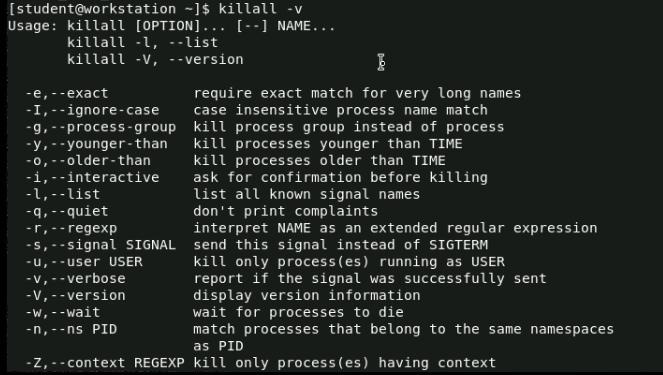 [student@workstation ~]$ killall -v
Usage: killall [OPTION]... [--] NAME...
       killall -l, --list
       killall -V, --version

  -e,--exact          require exact match for very long names
  -I,--ignore-case    case insensitive process name match
  -g,--process-group  kill process group instead of process
  -y,--younger-than   kill processes younger than TIME
  -o,--older-than     kill processes older than TIME
  -i,--interactive    ask for confirmation before killing
  -l,--list           list all known signal names
  -q,--quiet          don't print complaints
  -r,--regexp         interpret NAME as an extended regular expression
  -s,--signal SIGNAL  send this signal instead of SIGTERM
  -u,--user USER      kill only process(es) running as USER
  -v,--verbose        report if the signal was successfully sent
  -V,--version        display version information
  -w,--wait           wait for processes to die
  -n,--ns PID         match processes that belong to the same namespaces
                      as PID
  -Z,--context REGEXP kill only process(es) having context